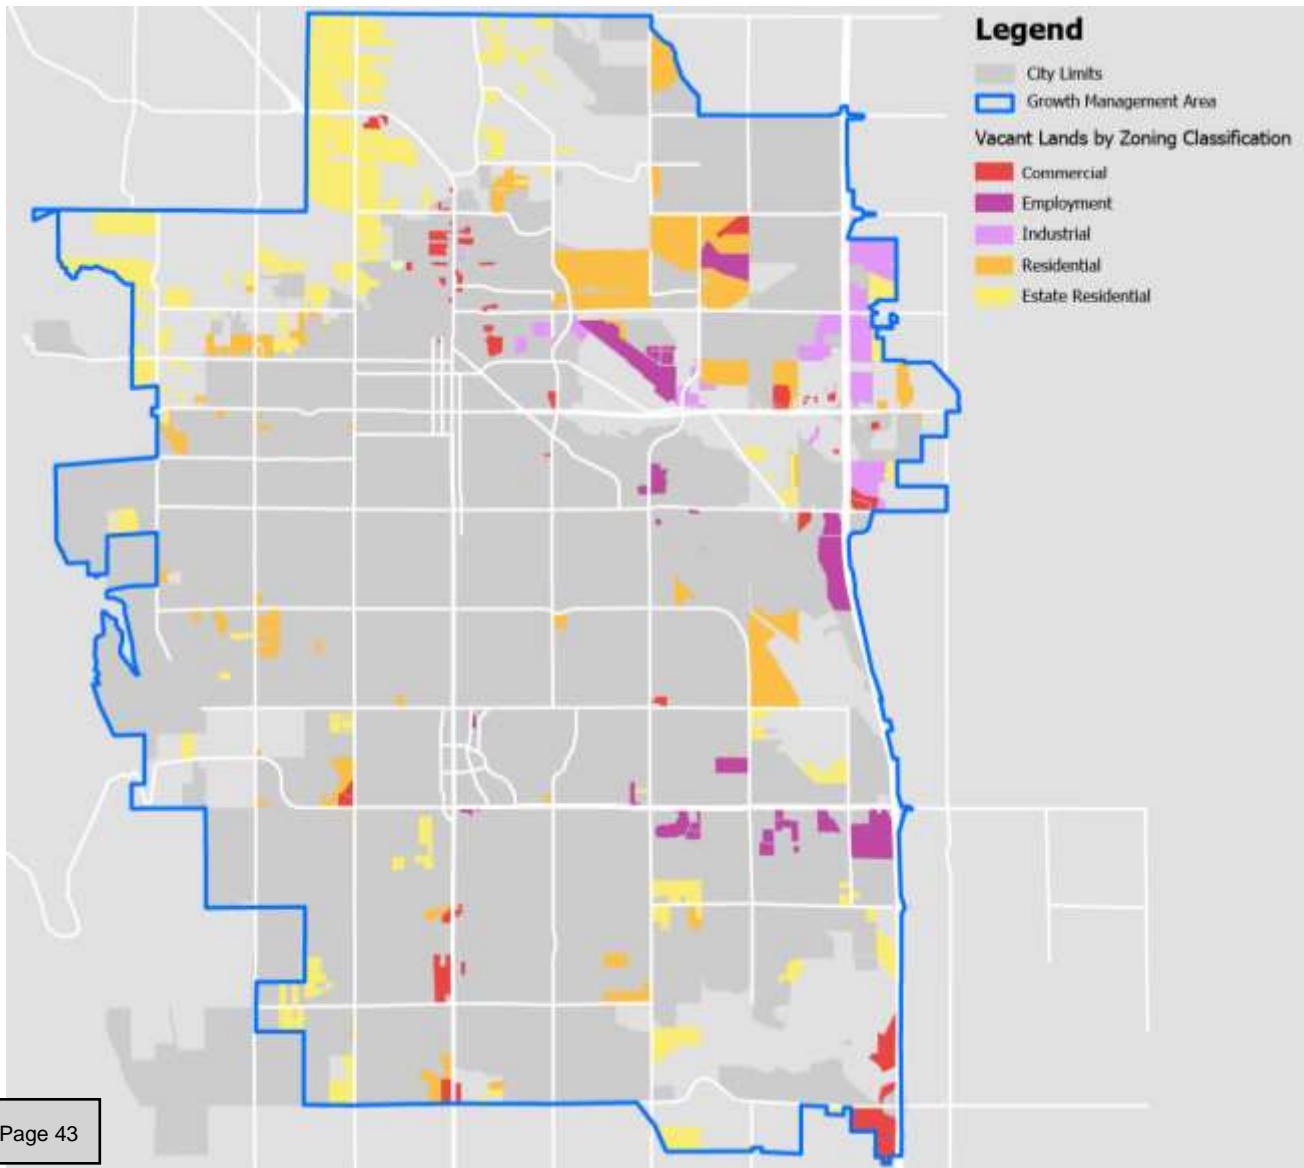 Legend
City Limits
Growth Management Area
Vacant Lands by Zoning Classification
Commercial
Employment
Industrial
Residential
Estate Residential
Page 43